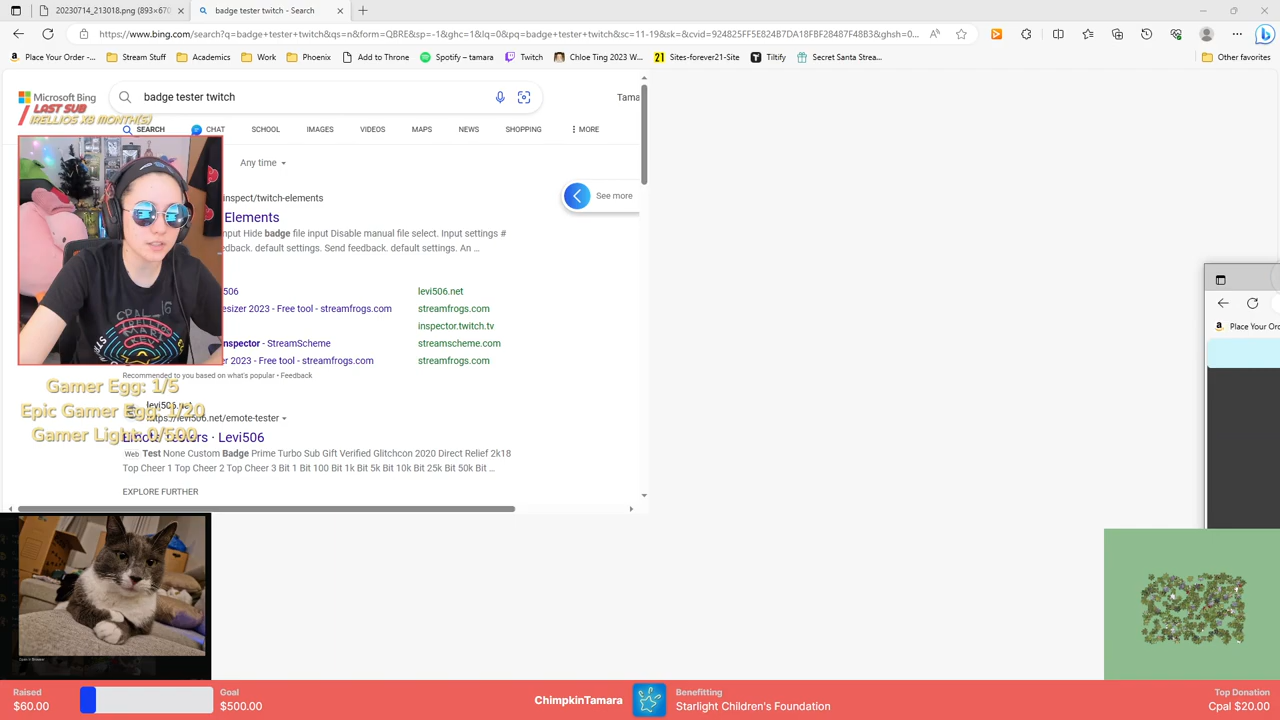 20230714_213018.png (893×670
badge tester twitch - Search
https://www.bing.com/search?q=badge+tester+twitch&qs=n&form=QBRE&sp=-1&ghc=1&lq=0&pq=badge+tester+twitch&sc=11-19&sk=&cvid=924825FF5E824B7DA18FBF28487F48B3&ghsh=0...
Place Your Order -... Stream Stuff Academics Work Phoenix Add to Throne Spotify – tamara Twitch Chloe Ting 2023 W... 21 Sites-forever21-Site Tiltify Secret Santa Strea... Other favorites
Microsoft Bing
badge tester twitch
Tama
LAST SUB
SEARCH CHAT SCHOOL IMAGES VIDEOS MAPS NEWS SHOPPING MORE
Any time
See more
inspect/twitch-elements
Elements
nput Hide badge file input Disable manual file select. Input settings #
edback. default settings. Send feedback. default settings. An ...
506 levi506.net
esizer 2023 - Free tool - streamfrogs.com streamfrogs.com
inspector.twitch.tv
nspector - StreamScheme streamscheme.com
r 2023 - Free tool - streamfrogs.com streamfrogs.com
Recommended to you based on what's popular • Feedback
Gamer Egg: 1/5
levi506.net
Epic Gamer Egg: 1/20
https://levi506.net/emote-tester
Gamer Light: 0/500
Emote Testers · Levi506
Web Test None Custom Badge Prime Turbo Sub Gift Verified Glitchcon 2020 Direct Relief 2k18
Top Cheer 1 Top Cheer 2 Top Cheer 3 Bit 1 Bit 100 Bit 1k Bit 5k Bit 10k Bit 25k Bit 50k Bit ...
EXPLORE FURTHER
Place Your Ord
Raised
$60.00
Goal
$500.00
ChimpkinTamara
Benefitting
Starlight Children's Foundation
Top Donation
Cpal $20.00